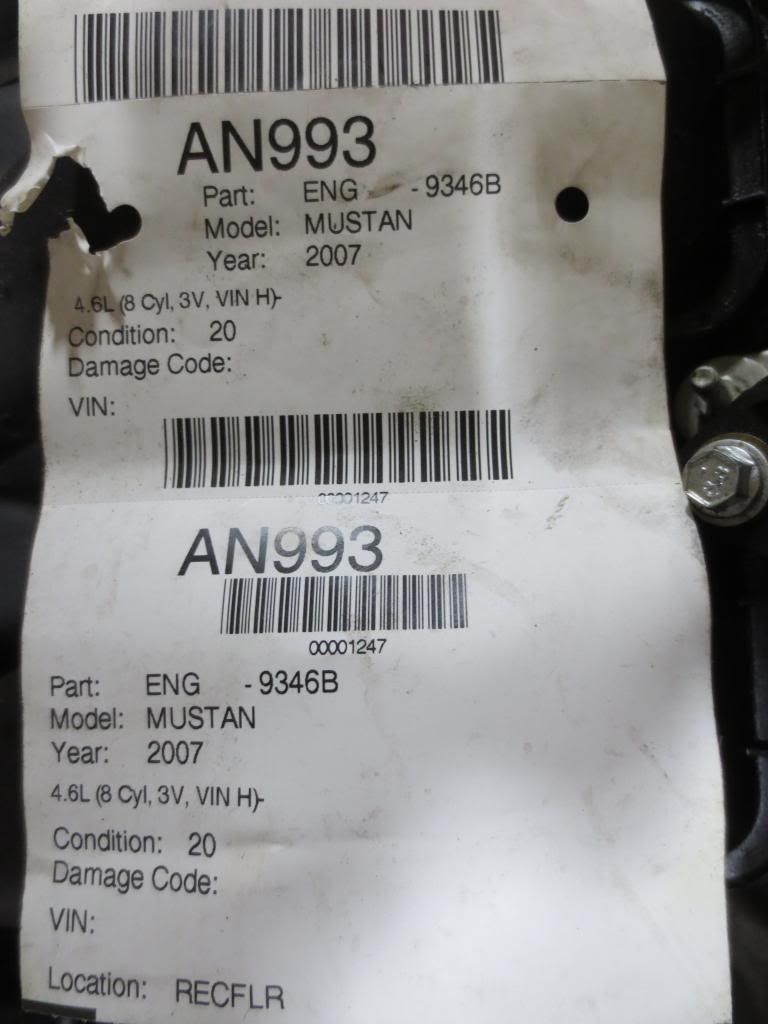 AN993
Part: ENG - 9346B
Model: MUSTAN
Year: 2007
4.6L (8 Cyl, 3V, VIN H)-
Condition: 20
Damage Code:
VIN:
00001247
AN993
00001247
Part: ENG - 9346B
Model: MUSTAN
Year: 2007
4.6L (8 Cyl, 3V, VIN H)-
Condition: 20
Damage Code:
VIN:
Location: RECFLR